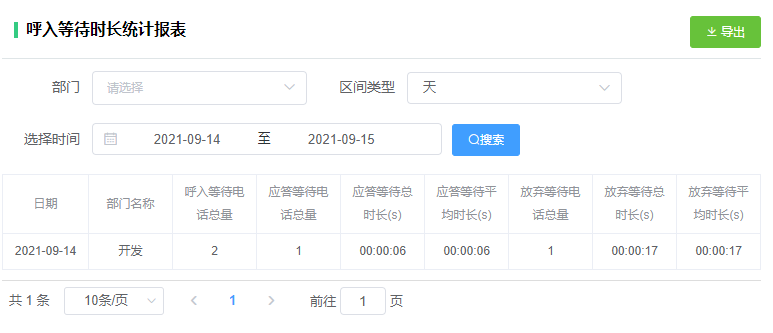 呼入等待时长统计报表
导出
部门 请选择 区间类型 天
选择时间 2021-09-14 至 2021-09-15 搜索
日期 部门名称 呼入等待电话总量 应答等待电话总量 应答等待总时长(s) 应答等待平均时长(s) 放弃等待电话总量 放弃等待总时长(s) 放弃等待平均时长(s)
2021-09-14 开发 2 1 00:00:06 00:00:06 1 00:00:17 00:00:17
共 1 条 10条/页 1 前往 1 页